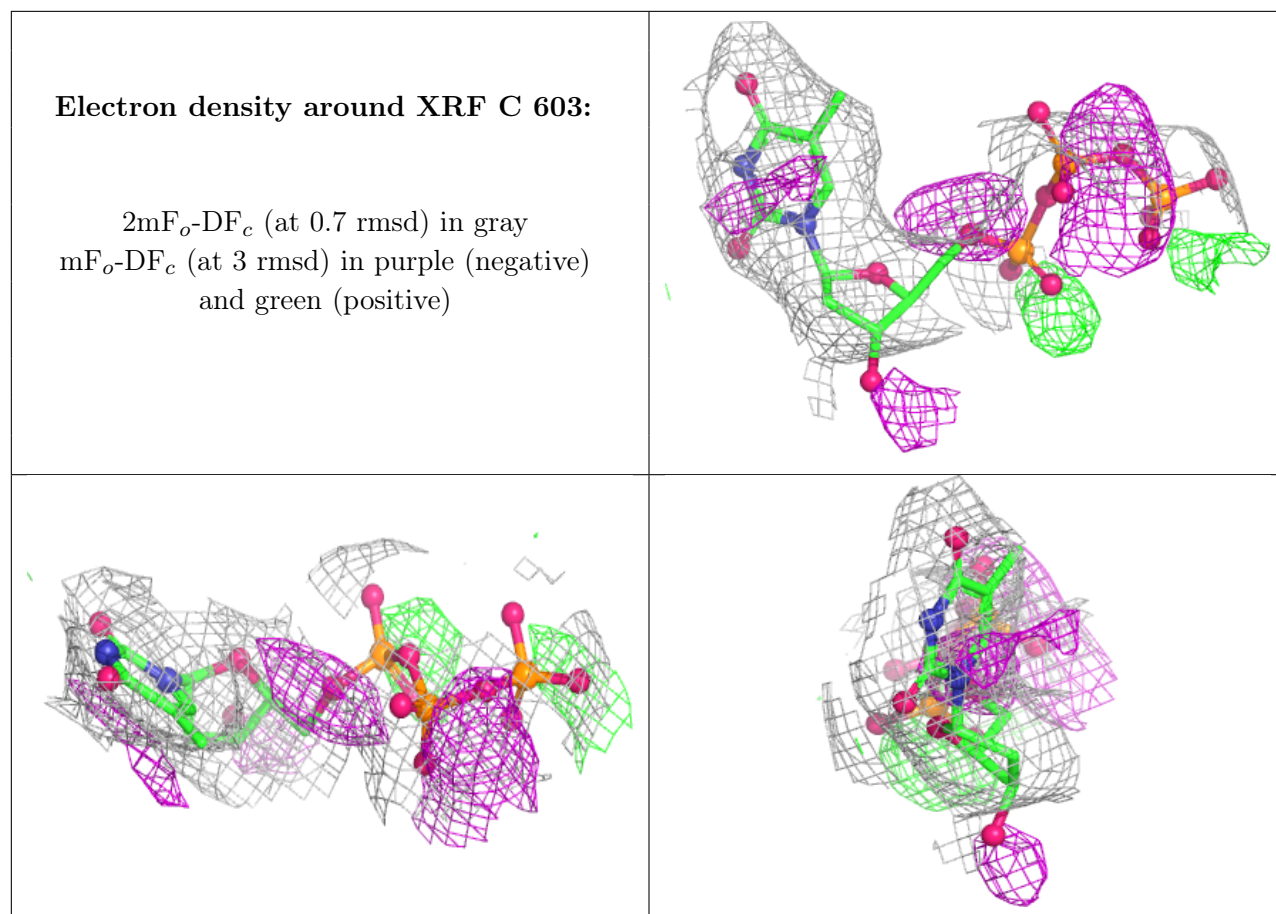 Electron density around XRF C 603:
2mFo-DFc (at 0.7 rmsd) in gray
mFo-DFc (at 3 rmsd) in purple (negative)
and green (positive)